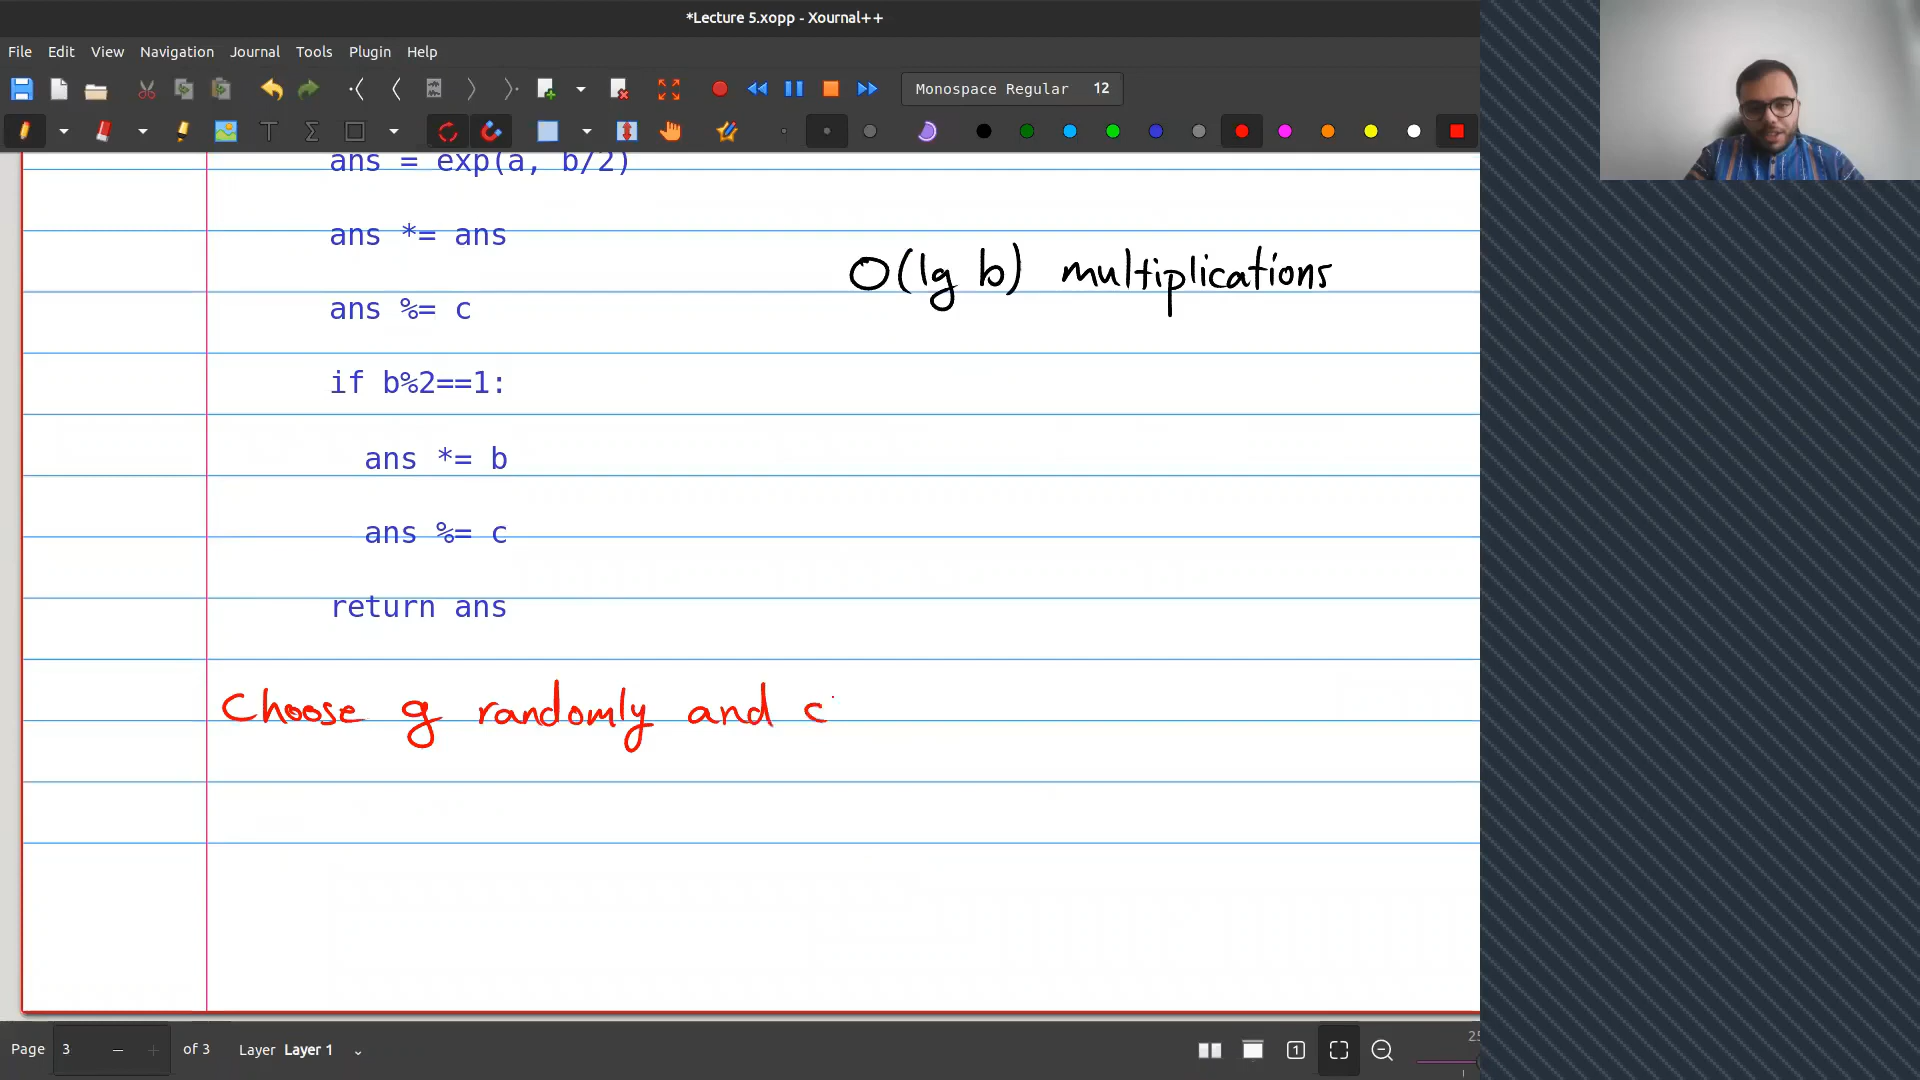 *Lecture 5.xopp - Xournal++
File Edit View Navigation Journal Tools Plugin Help
Monospace Regular 12
ans = exp(a, b/2)
ans *= ans
O(lg b) multiplications
ans %= c
if b%2==1:
ans *= b
ans %= c
return ans
Choose g randomly and c
Page 3 of 3 Layer Layer 1
1
25